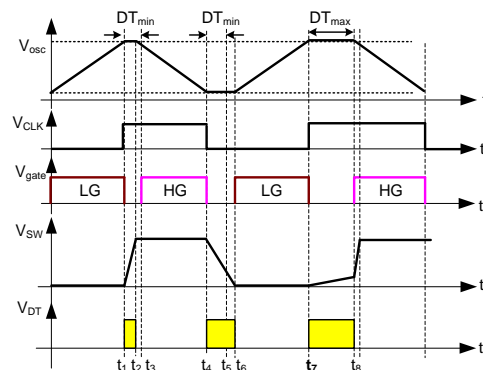 DTmin DTmin DTmax
Vosc
t
VCLK
t
Vgate
LG HG LG HG
t
VSW
t
VDT
t
t1 t2 t3 t4 t5 t6 t7 t8